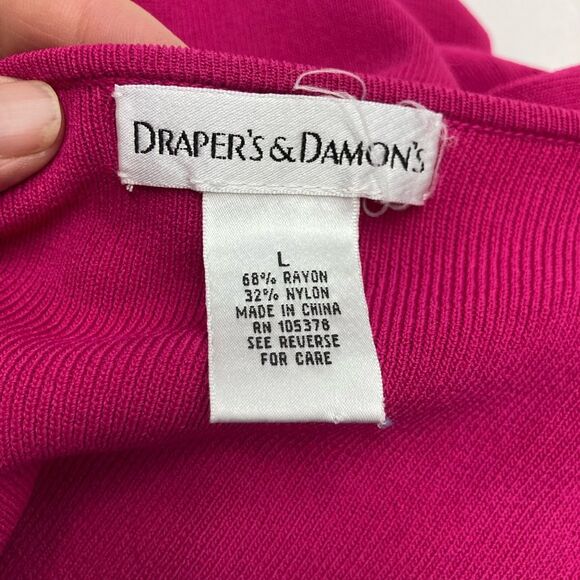 DRAPER'S & DAMON'S
L
68% RAYON
32% NYLON
MADE IN CHINA
RN 105378
SEE REVERSE
FOR CARE